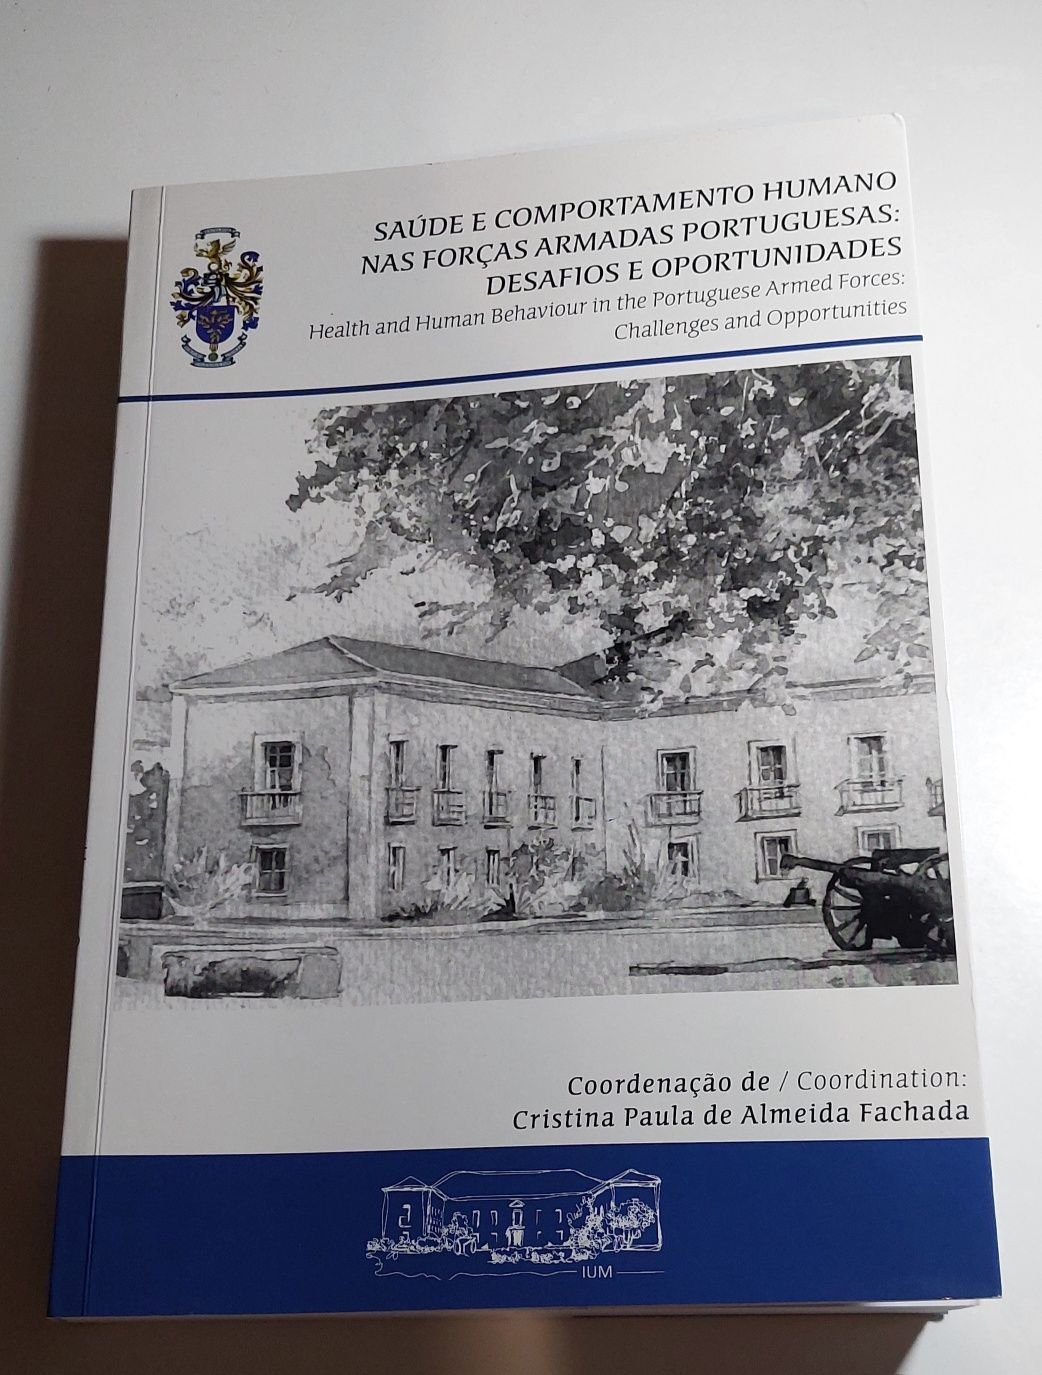 SAÚDE E COMPORTAMENTO HUMANO
NAS FORÇAS ARMADAS PORTUGUESAS:
DESAFIOS E OPORTUNIDADES
Health and Human Behaviour in the Portuguese Armed Forces:
Challenges and Opportunities
Coordenação de / Coordination:
Cristina Paula de Almeida Fachada
IUM